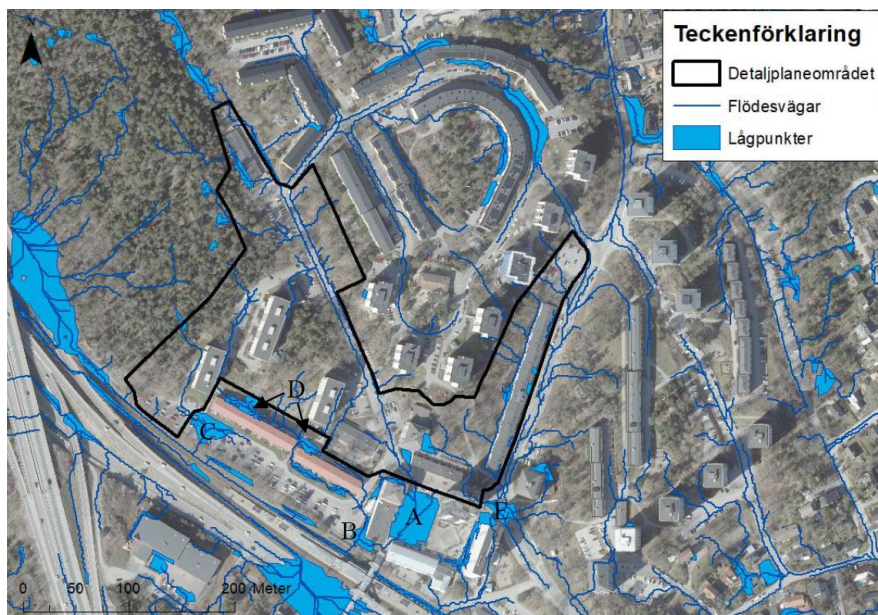 Teckenförklaring
Detaljplaneområdet
Flödesvägar
Lågpunkter
D
C
B
A
E
0 50 100 200 Meter